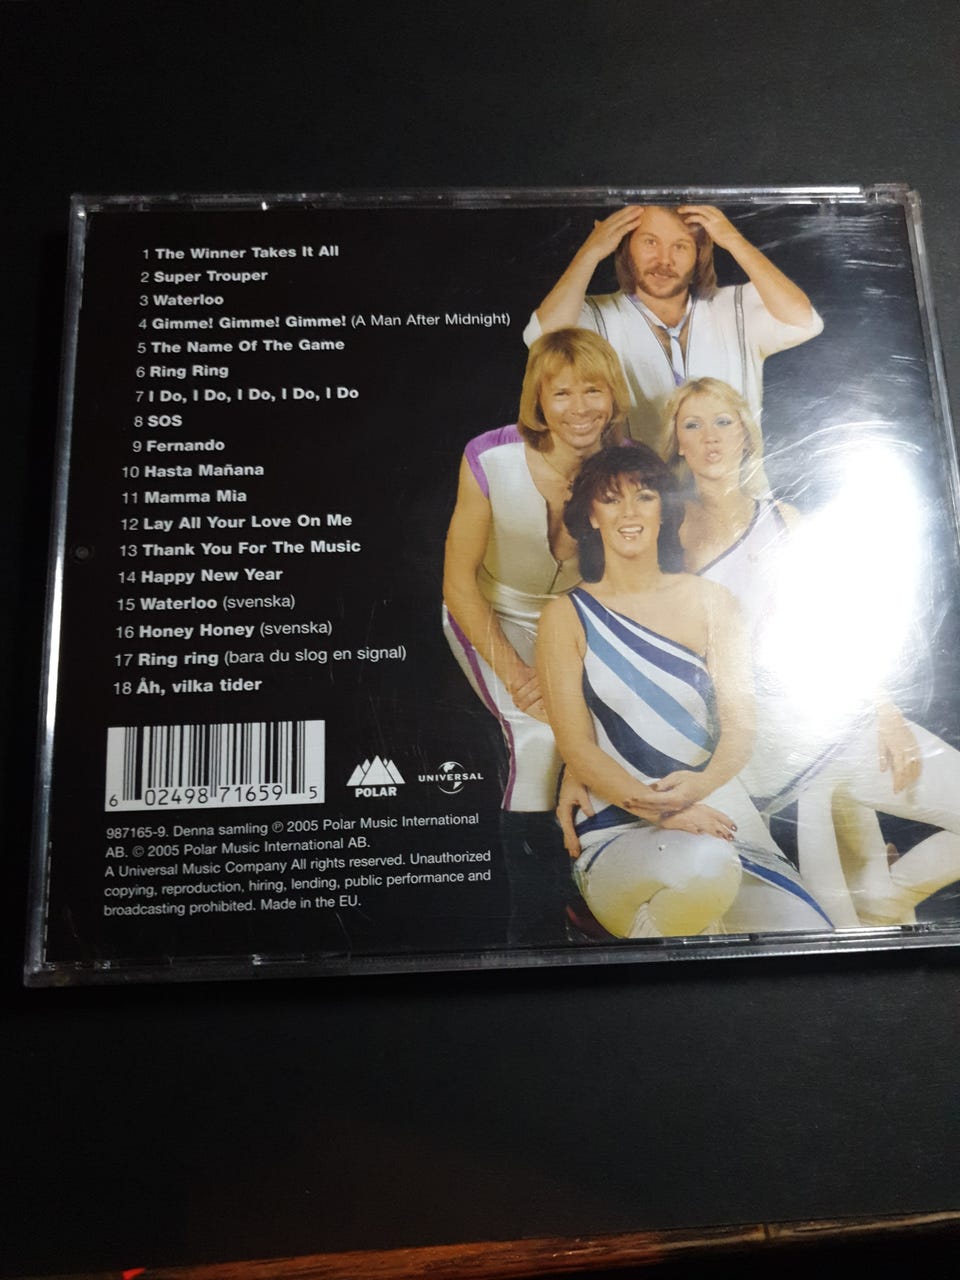 1 The Winner Takes It All
2 Super Trouper
3 Waterloo
4 Gimme! Gimme! Gimme! (A Man After Midnight)
5 The Name Of The Game
6 Ring Ring
7 I Do, I Do, I Do, I Do, I Do
8 SOS
9 Fernando
10 Hasta Mañana
11 Mamma Mia
12 Lay All Your Love On Me
13 Thank You For The Music
14 Happy New Year
15 Waterloo (svenska)
16 Honey Honey (svenska)
17 Ring ring (bara du slog en signal)
18 Åh, vilka tider
6 02498 71659 5
POLAR
UNIVERSAL
987165-9. Denna samling ℗ 2005 Polar Music International
AB. © 2005 Polar Music International AB.
A Universal Music Company All rights reserved. Unauthorized
copying, reproduction, hiring, lending, public performance and
broadcasting prohibited. Made in the EU.